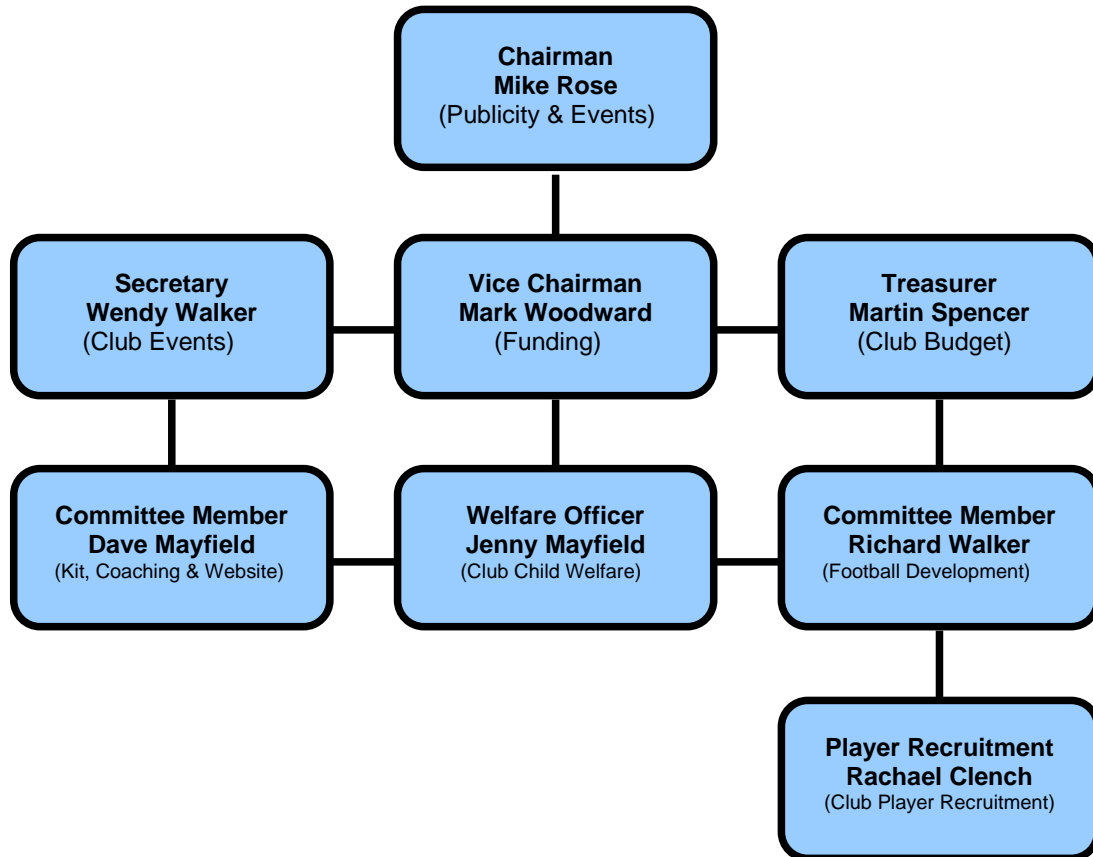 Chairman
Mike Rose
(Publicity & Events)
Secretary
Wendy Walker
(Club Events)
Vice Chairman
Mark Woodward
(Funding)
Treasurer
Martin Spencer
(Club Budget)
Committee Member
Dave Mayfield
(Kit, Coaching & Website)
Welfare Officer
Jenny Mayfield
(Club Child Welfare)
Committee Member
Richard Walker
(Football Development)
Player Recruitment
Rachael Clench
(Club Player Recruitment)